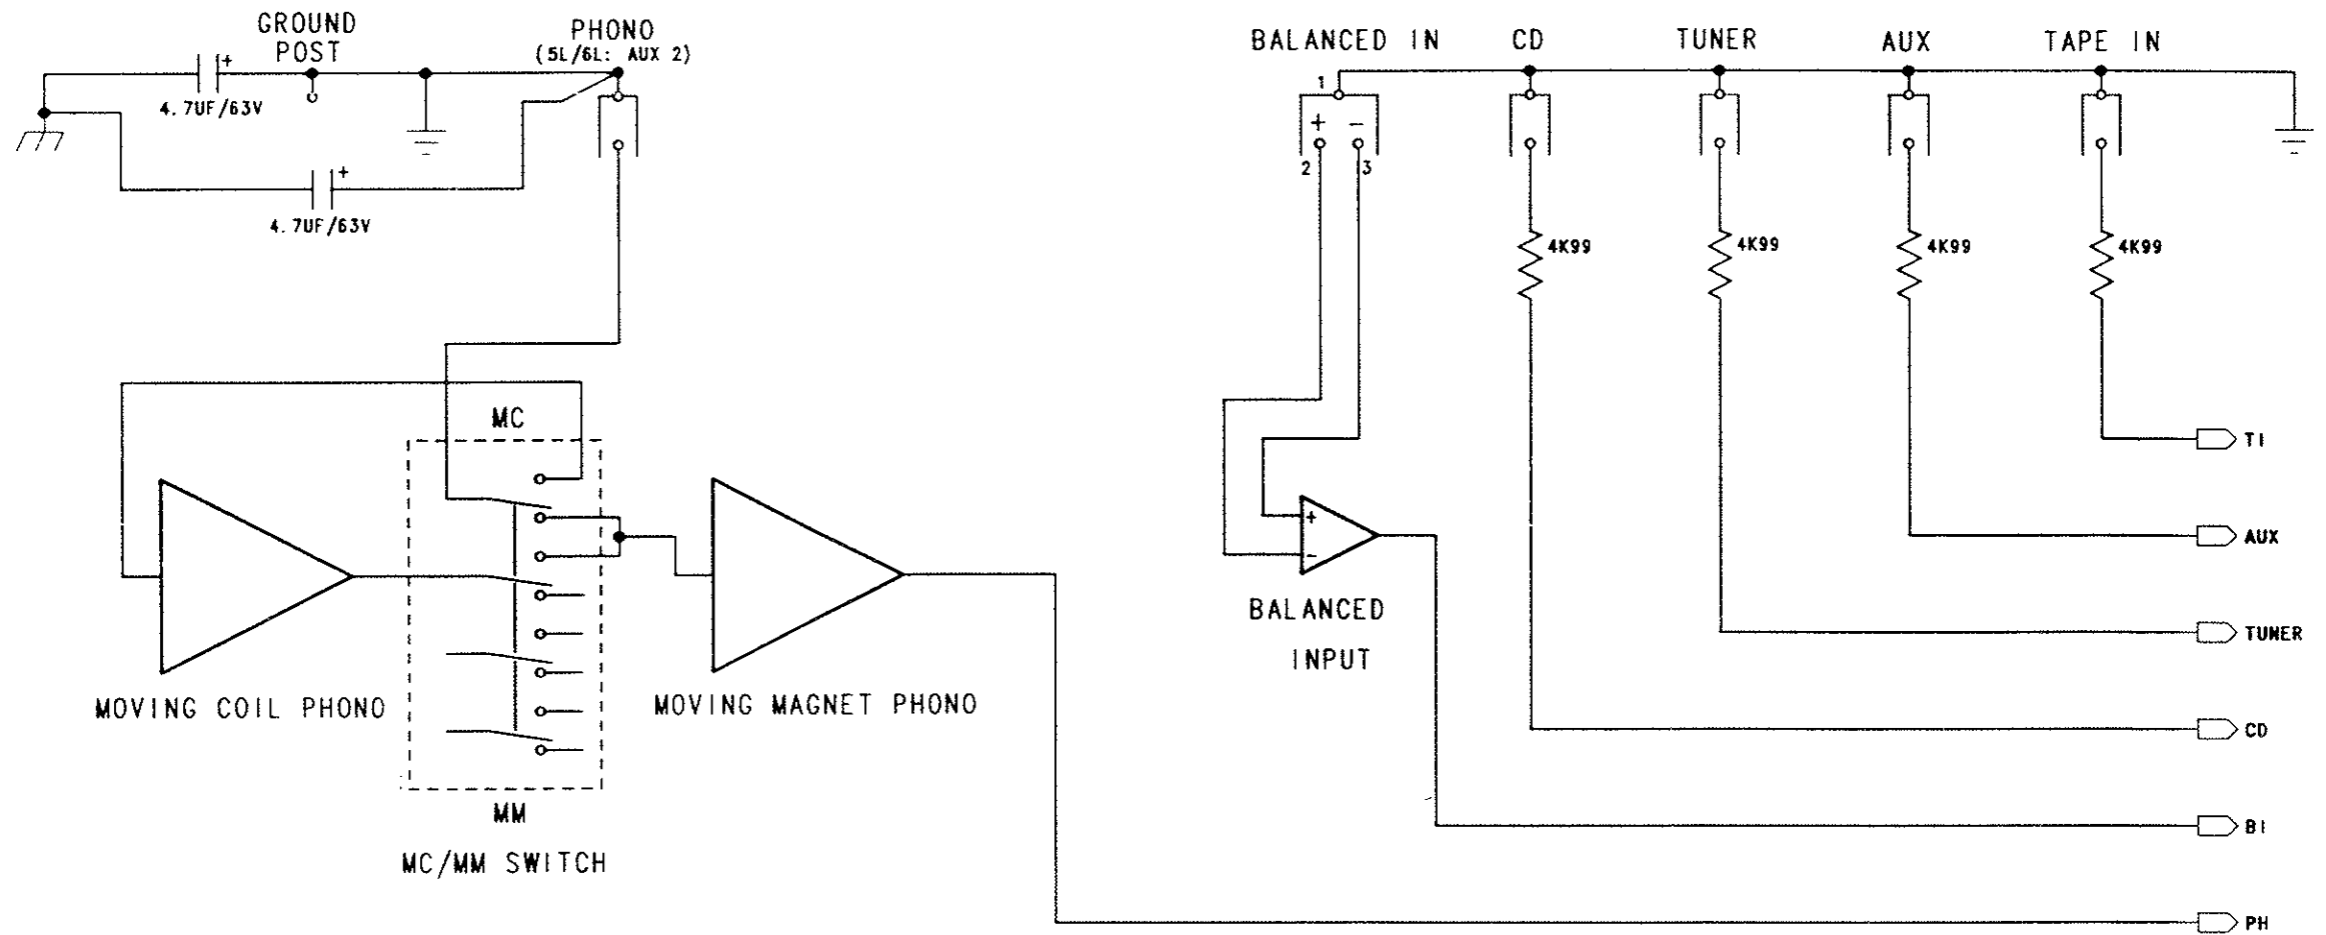 GROUND
POST
PHONO
(5L/6L: AUX 2)
BALANCED IN
CD
TUNER
AUX
TAPE IN
+
4.7UF/63V
1
+ −
2 3
+
4.7UF/63V
4K99
4K99
4K99
4K99
MC
TI
+
−
AUX
BALANCED
INPUT
TUNER
MOVING COIL PHONO
MOVING MAGNET PHONO
CD
MM
MC/MM SWITCH
BI
PH